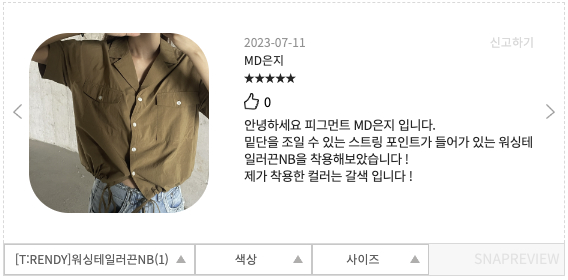 2023-07-11
신고하기
MD은지
★★★★★
0
안녕하세요 피그먼트 MD은지 입니다.
밑단을 조일 수 있는 스트링 포인트가 들어가 있는 워싱테
일러끈NB을 착용해보았습니다 !
제가 착용한 컬러는 갈색 입니다 !
[T:RENDY]워싱테일러끈NB(1) ▲
색상 ▲
사이즈 ▲
SNAPREVIEW